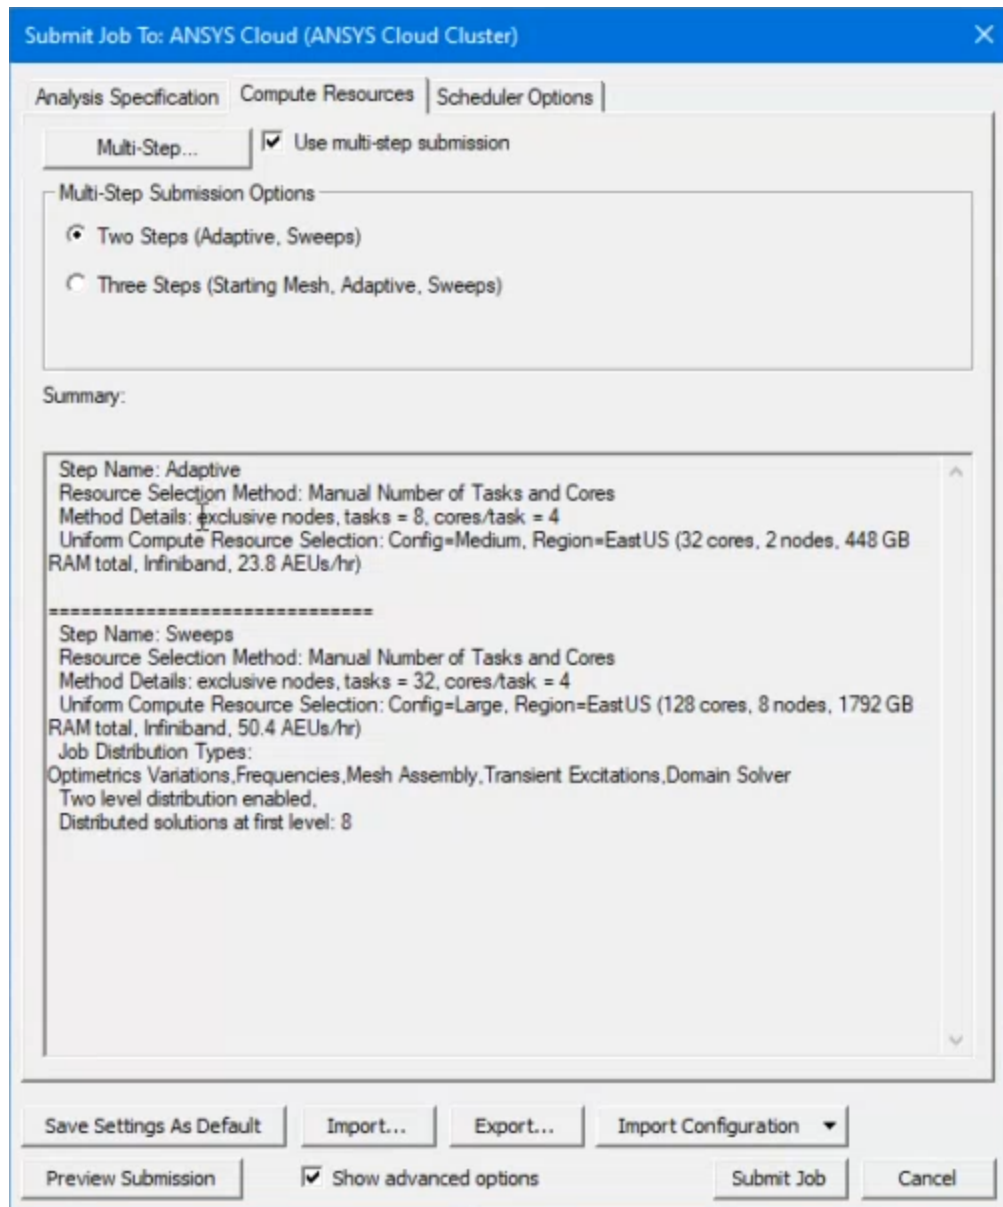 Submit Job To: ANSYS Cloud (ANSYS Cloud Cluster)
Analysis Specification Compute Resources Scheduler Options
Multi-Step... Use multi-step submission
Multi-Step Submission Options
Two Steps (Adaptive, Sweeps)
Three Steps (Starting Mesh, Adaptive, Sweeps)
Summary:
Step Name: Adaptive
Resource Selection Method: Manual Number of Tasks and Cores
Method Details: exclusive nodes, tasks = 8, cores/task = 4
Uniform Compute Resource Selection: Config=Medium, Region=EastUS (32 cores, 2 nodes, 448 GB
RAM total, Infiniband, 23.8 AEUs/hr)
==============================
Step Name: Sweeps
Resource Selection Method: Manual Number of Tasks and Cores
Method Details: exclusive nodes, tasks = 32, cores/task = 4
Uniform Compute Resource Selection: Config=Large, Region=EastUS (128 cores, 8 nodes, 1792 GB
RAM total, Infiniband, 50.4 AEUs/hr)
Job Distribution Types:
Optimetrics Variations,Frequencies,Mesh Assembly,Transient Excitations,Domain Solver
Two level distribution enabled,
Distributed solutions at first level: 8
Save Settings As Default Import... Export... Import Configuration
Preview Submission Show advanced options Submit Job Cancel